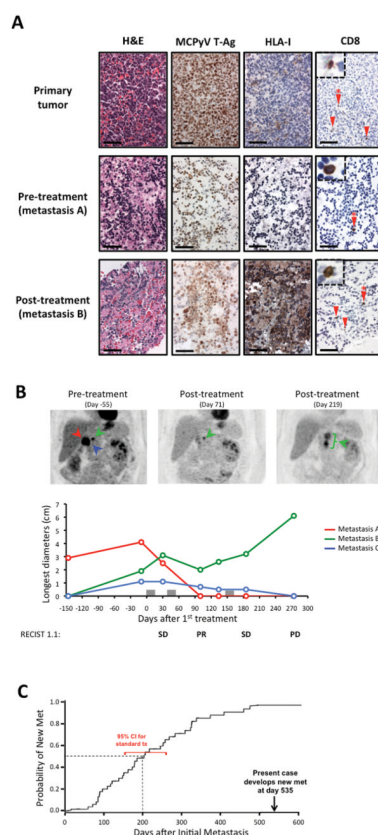 A
H&E
MCPyV T-Ag
HLA-I
CD8
Primary
tumor
Pre-treatment
(metastasis A)
Post-treatment
(metastasis B)
B
Pre-treatment
(Day -55)
Post-treatment
(Day 71)
Post-treatment
(Day 219)
Longest diameters (cm)
7
6
5
4
3
2
1
0
-150 -120 -90 -60 -30 0 30 60 90 120 150 180 210 240 270 300
Days after 1st treatment
Metastasis A
Metastasis B
Metastasis C
RECIST 1.1: SD PR SD PD
C
Probability of New Met
1.0
0.8
0.6
0.4
0.2
0.0
95% CI for
standard tx
Present case
develops new met
at day 535
0 100 200 300 400 500 600
Days After Initial Metastasis